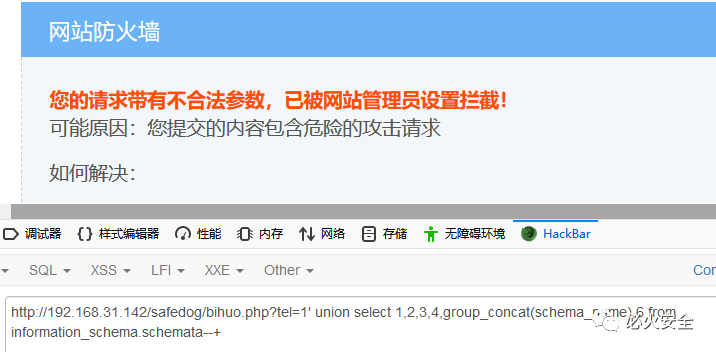 网站防火墙
您的请求带有不合法参数，已被网站管理员设置拦截！
可能原因：您提交的内容包含危险的攻击请求
如何解决：
调试器 {} 样式编辑器 性能 内存 网络 存储 无障碍环境 HackBar
SQL XSS LFI XXE Other Con
http://192.168.31.142/safedog/bihuo.php?tel=1' union select 1,2,3,4,group_concat(schema_n me),6 from
information_schema.schemata--+
必火安全